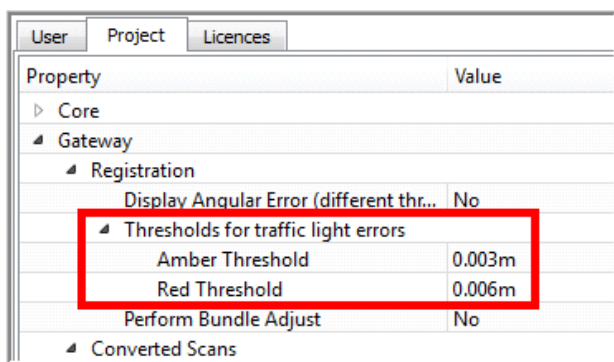 User Project Licences
Property Value
Core
Gateway
Registration
Display Angular Error (different thr... No
Thresholds for traffic light errors
Amber Threshold 0.003m
Red Threshold 0.006m
Perform Bundle Adjust No
Converted Scans